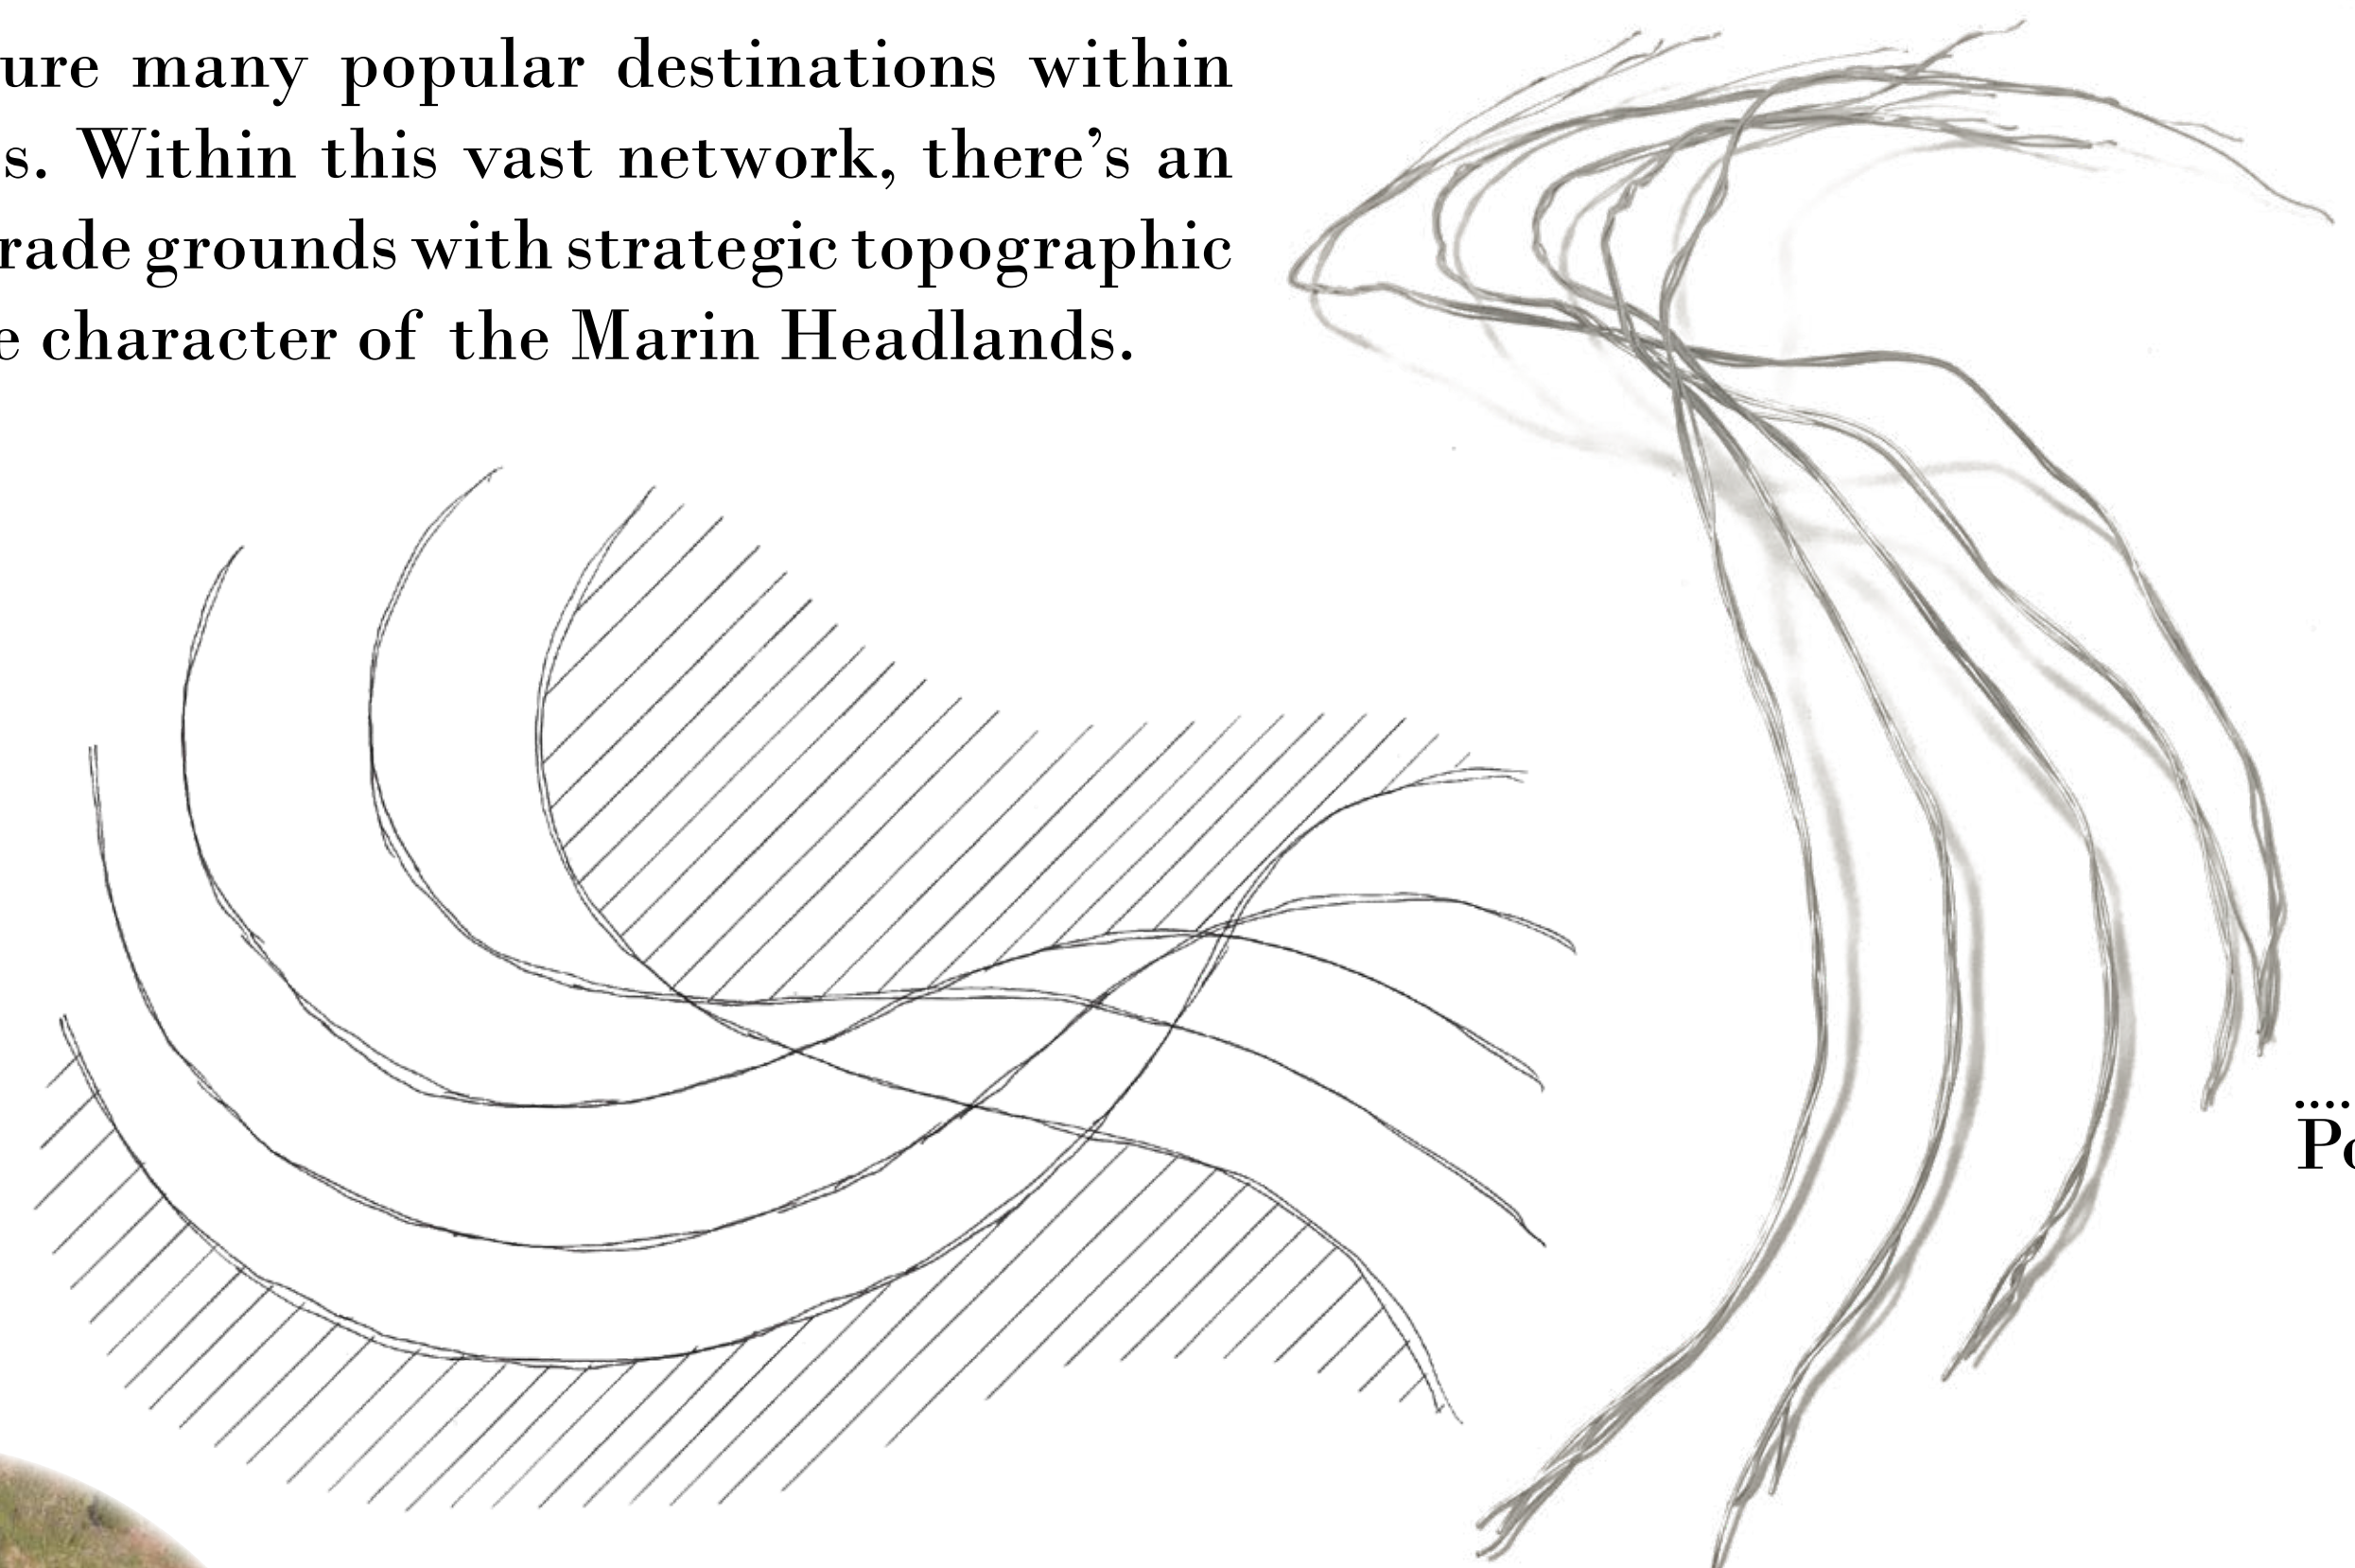 ure many popular destinations within
s. Within this vast network, there’s an
rade grounds with strategic topographic
e character of the Marin Headlands.
....
Po